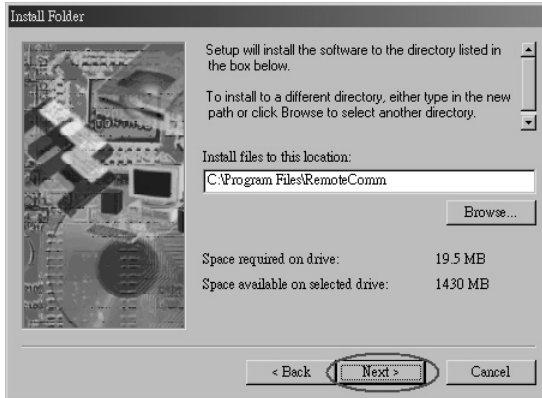 Install Folder
Setup will install the software to the directory listed in
the box below.
To install to a different directory, either type in the new
path or click Browse to select another directory.
Install files to this location:
C:\Program Files\RemoteComm
Browse...
Space required on drive: 19.5 MB
Space available on selected drive: 1430 MB
< Back Next > Cancel